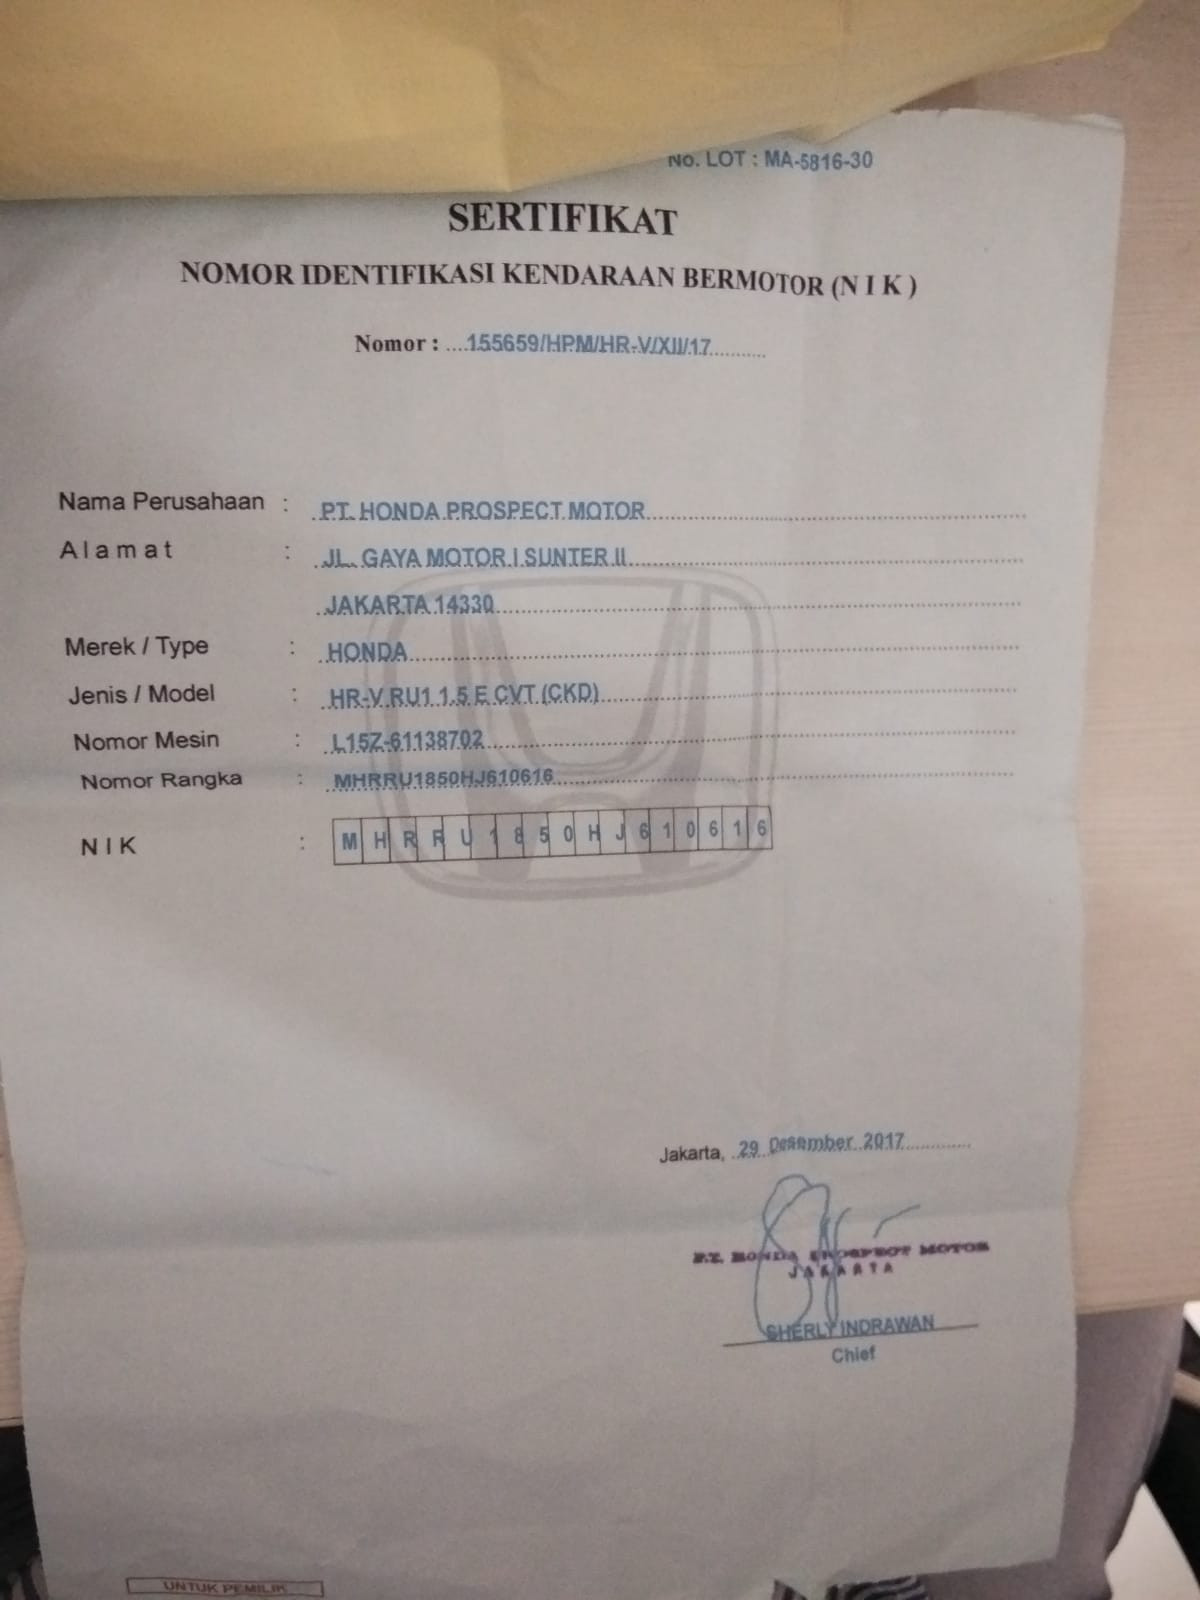 No. LOT : MA-5816-30
SERTIFIKAT
NOMOR IDENTIFIKASI KENDARAAN BERMOTOR (N I K )
Nomor : 155659/HPM/HR-V/XII/17
Nama Perusahaan : PT. HONDA PROSPECT MOTOR
Alamat : JL. GAYA MOTOR I SUNTER II
JAKARTA 14330
Merek / Type : HONDA
Jenis / Model : HR-V RU1 1.5 E CVT (CKD)
Nomor Mesin : L15Z-61138702
Nomor Rangka : MHRRU1850HJ610616
N I K : M H R R U 1 8 5 0 H J 6 1 0 6 1 6
Jakarta, 29 Desember 2017
P.T. HONDA PROSPECT MOTOR
JAKARTA
SHERLY INDRAWAN
Chief
UNTUK PEMILIK